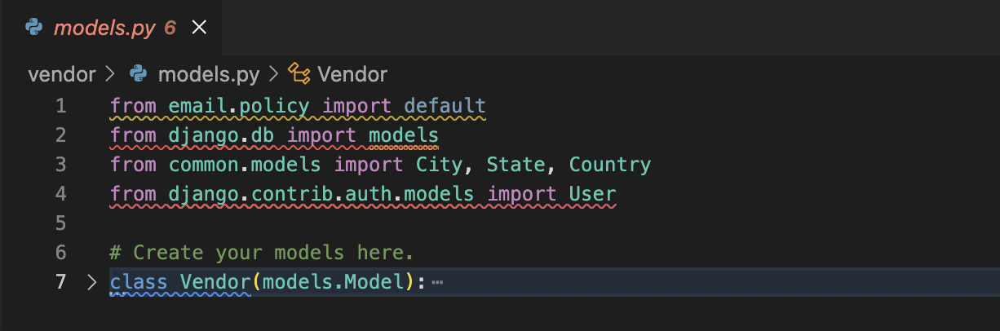 models.py 6
vendor > models.py > Vendor
1 from email.policy import default
2 from django.db import models
3 from common.models import City, State, Country
4 from django.contrib.auth.models import User
5
6 # Create your models here.
7 class Vendor(models.Model):